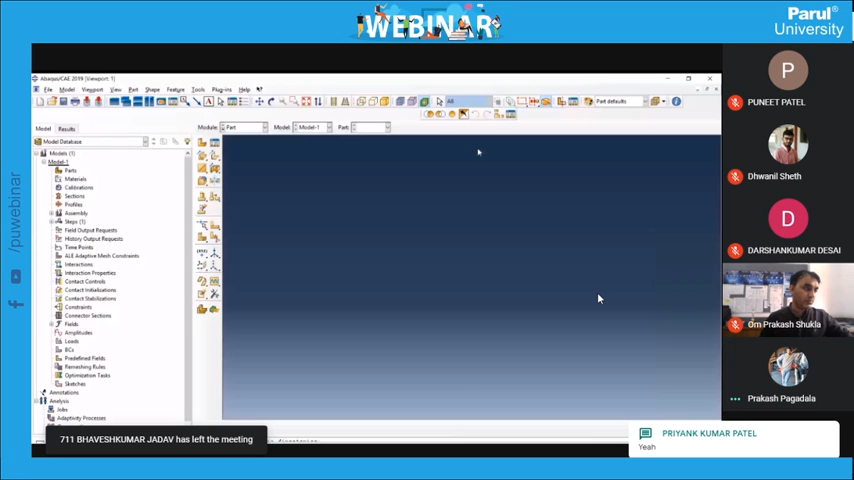 WEBINAR
Parul®
University
/puwebinar
Abaqus/CAE 2019 [Viewport: 1]
File Model Viewport View Part Shape Feature Tools Plug-ins Help
All
Part defaults
Model Results
Module: Part Model: Model-1 Part:
Model Database
Models (1)
Model-1
Parts
Materials
Calibrations
Sections
Profiles
Assembly
Steps (1)
Field Output Requests
History Output Requests
Time Points
ALE Adaptive Mesh Constraints
Interactions
Interaction Properties
Contact Controls
Contact Initializations
Contact Stabilizations
Constraints
Connector Sections
Fields
Amplitudes
Loads
BCs
Predefined Fields
Remeshing Rules
Optimization Tasks
Sketches
Annotations
Analysis
Jobs
Adaptivity Processes
711 BHAVESHKUMAR JADAV has left the meeting
P
PUNEET PATEL
Dhwanil Sheth
D
DARSHANKUMAR DESAI
Om Prakash Shukla
Prakash Pagadala
PRIYANK KUMAR PATEL
Yeah